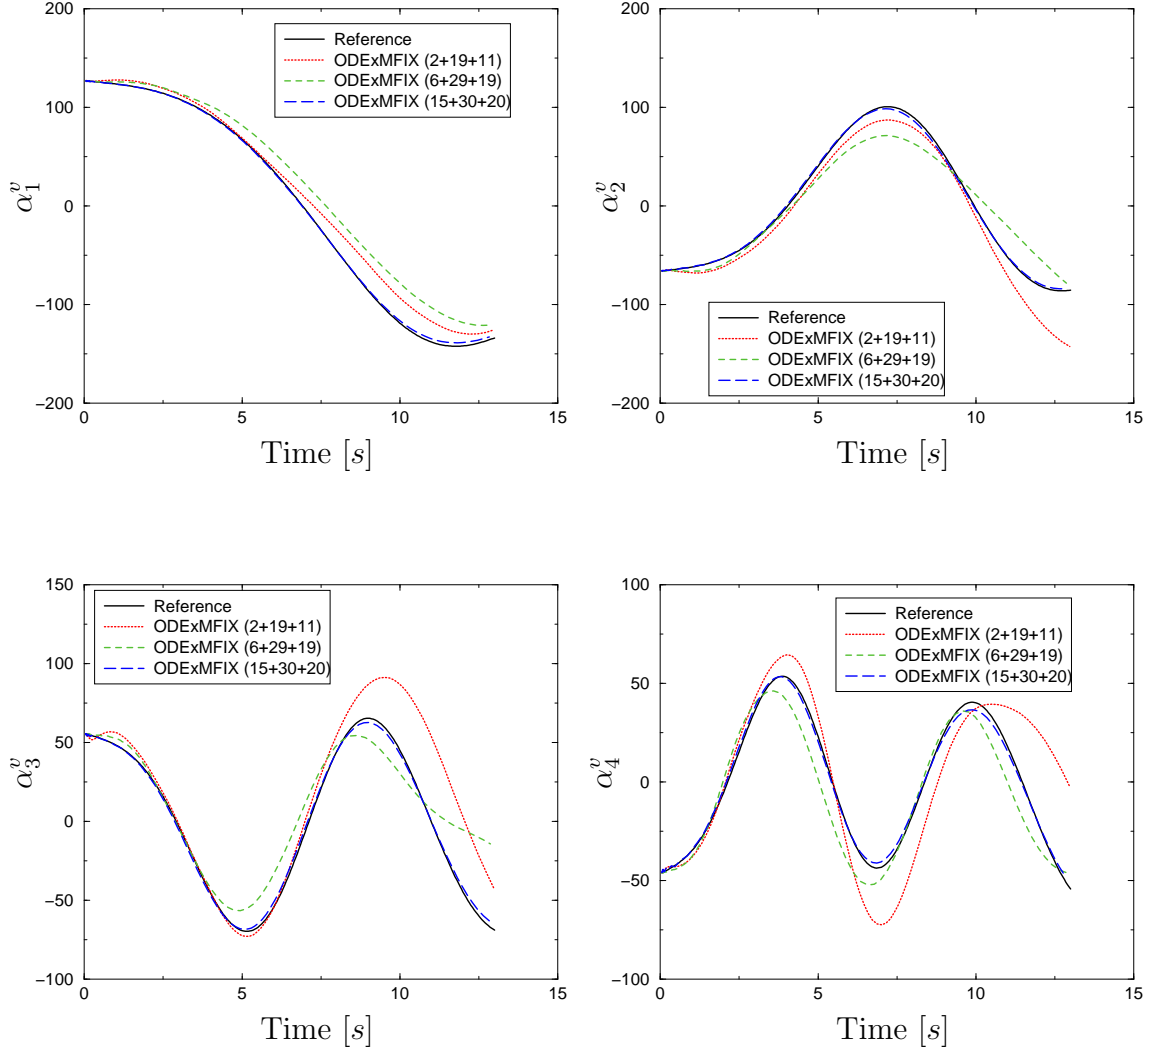 200
100
0
−100
−200
α₁ᵛ
0
5
10
15
Time [s]
Reference
ODExMFIX (2+19+11)
ODExMFIX (6+29+19)
ODExMFIX (15+30+20)
200
100
0
−100
−200
α₂ᵛ
0
5
10
15
Time [s]
Reference
ODExMFIX (2+19+11)
ODExMFIX (6+29+19)
ODExMFIX (15+30+20)
150
100
50
0
−50
−100
α₃ᵛ
0
5
10
15
Time [s]
Reference
ODExMFIX (2+19+11)
ODExMFIX (6+29+19)
ODExMFIX (15+30+20)
100
50
0
−50
−100
α₄ᵛ
0
5
10
15
Time [s]
Reference
ODExMFIX (2+19+11)
ODExMFIX (6+29+19)
ODExMFIX (15+30+20)